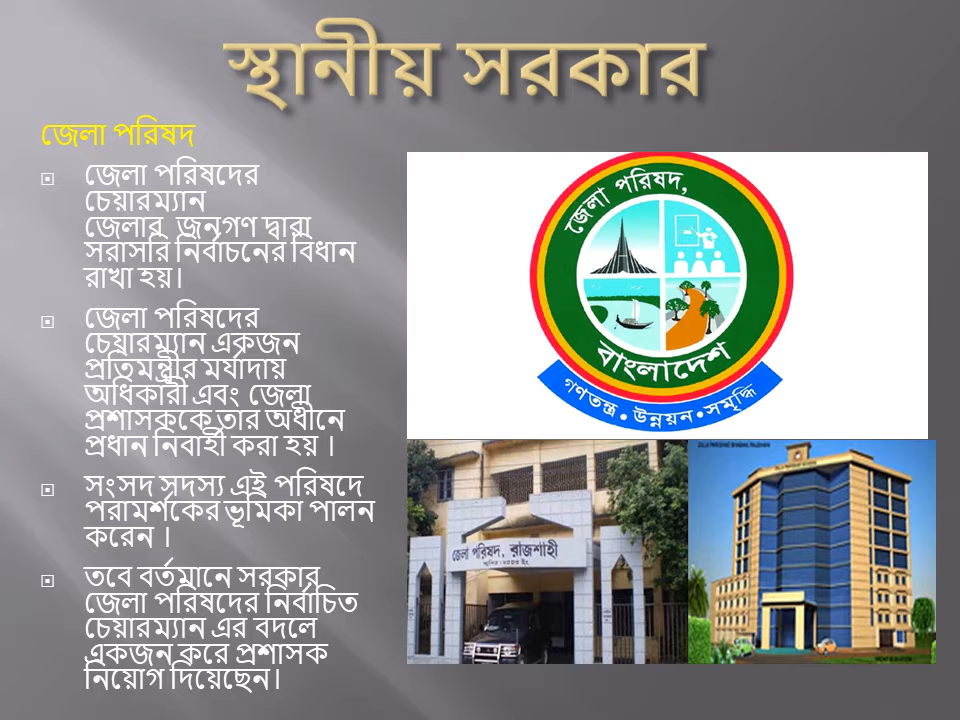 স্থানীয় সরকার
জেলা পরিষদ
জেলা পরিষদের
চেয়ারম্যান
জেলার জনগণ দ্বারা
সরাসরি নির্বাচনের বিধান
রাখা হয়।
জেলা পরিষদের
চেয়ারম্যান একজন
প্রতিমন্ত্রীর মর্যাদায়
অধিকারী এবং জেলা
প্রশাসককে তার অধীনে
প্রধান নিবাহী করা হয় ।
সংসদ সদস্য এই পরিষদে
পরামর্শকের ভূমিকা পালন
করেন ।
তবে বর্তমানে সরকার
জেলা পরিষদের নির্বাচিত
চেয়ারম্যান এর বদলে
একজন করে প্রশাসক
নিয়োগ দিয়েছেন।
জেলা পরিষদ,
বাংলাদেশ
গণতন্ত্র • উন্নয়ন • সমৃদ্ধি
জেলা পরিষদ, রাজশাহী